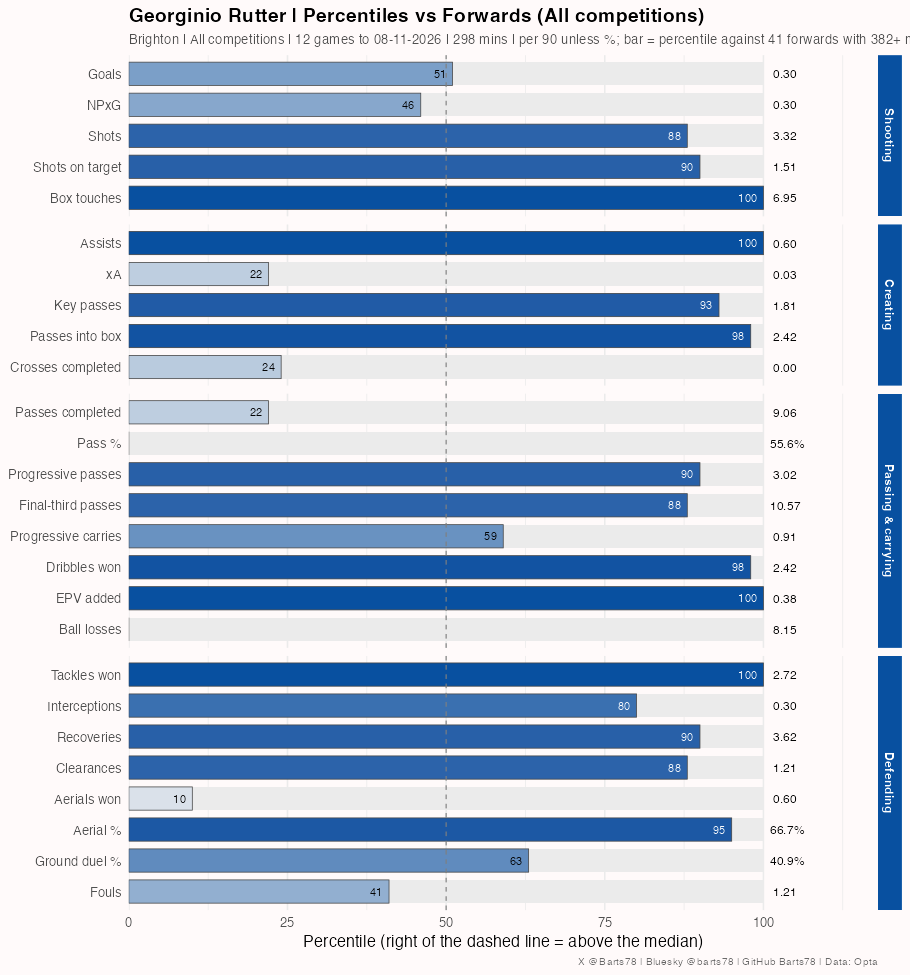 Georginio Rutter | Percentiles vs Forwards (All competitions)
Brighton | All competitions | 12 games to 08-11-2026 | 298 mins | per 90 unless %; bar = percentile against 41 forwards with 382+ m
Goals 51 0.30
NPxG 46 0.30
Shots 88 3.32
Shots on target 90 1.51
Box touches 100 6.95
Shooting
Assists 100 0.60
xA 22 0.03
Key passes 93 1.81
Passes into box 98 2.42
Crosses completed 24 0.00
Creating
Passes completed 22 9.06
Pass % 55.6%
Progressive passes 90 3.02
Final-third passes 88 10.57
Progressive carries 59 0.91
Dribbles won 98 2.42
EPV added 100 0.38
Ball losses 8.15
Passing & carrying
Tackles won 100 2.72
Interceptions 80 0.30
Recoveries 90 3.62
Clearances 88 1.21
Aerials won 10 0.60
Aerial % 95 66.7%
Ground duel % 63 40.9%
Fouls 41 1.21
Defending
0 25 50 75 100
Percentile (right of the dashed line = above the median)
X @Barts78 | Bluesky @barts78 | GitHub Barts78 | Data: Opta